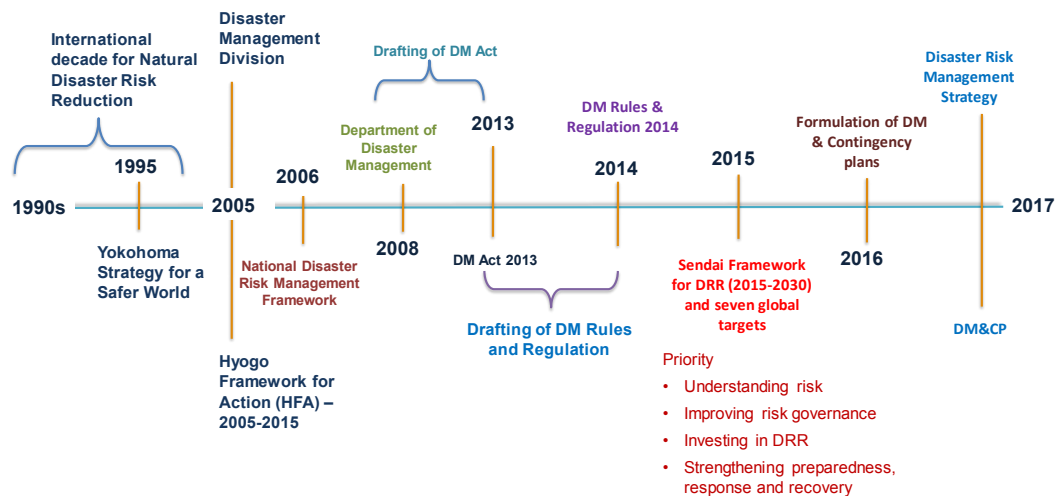 International
decade for Natural
Disaster Risk
Reduction
Disaster
Management
Division
Drafting of DM Act
Disaster Risk
Management
Strategy
DM Rules &
Regulation 2014
Department of
Disaster
Management
Formulation of DM
& Contingency
plans
1995
2006
2013
2014
2015
1990s
2005
2017
2008
2016
Yokohoma
Strategy for a
Safer World
National Disaster
Risk Management
Framework
DM Act 2013
Sendai Framework
for DRR (2015-2030)
and seven global
targets
Drafting of DM Rules
and Regulation
DM&CP
Hyogo
Framework for
Action (HFA) –
2005-2015
Priority
• Understanding risk
• Improving risk governance
• Investing in DRR
• Strengthening preparedness,
response and recovery